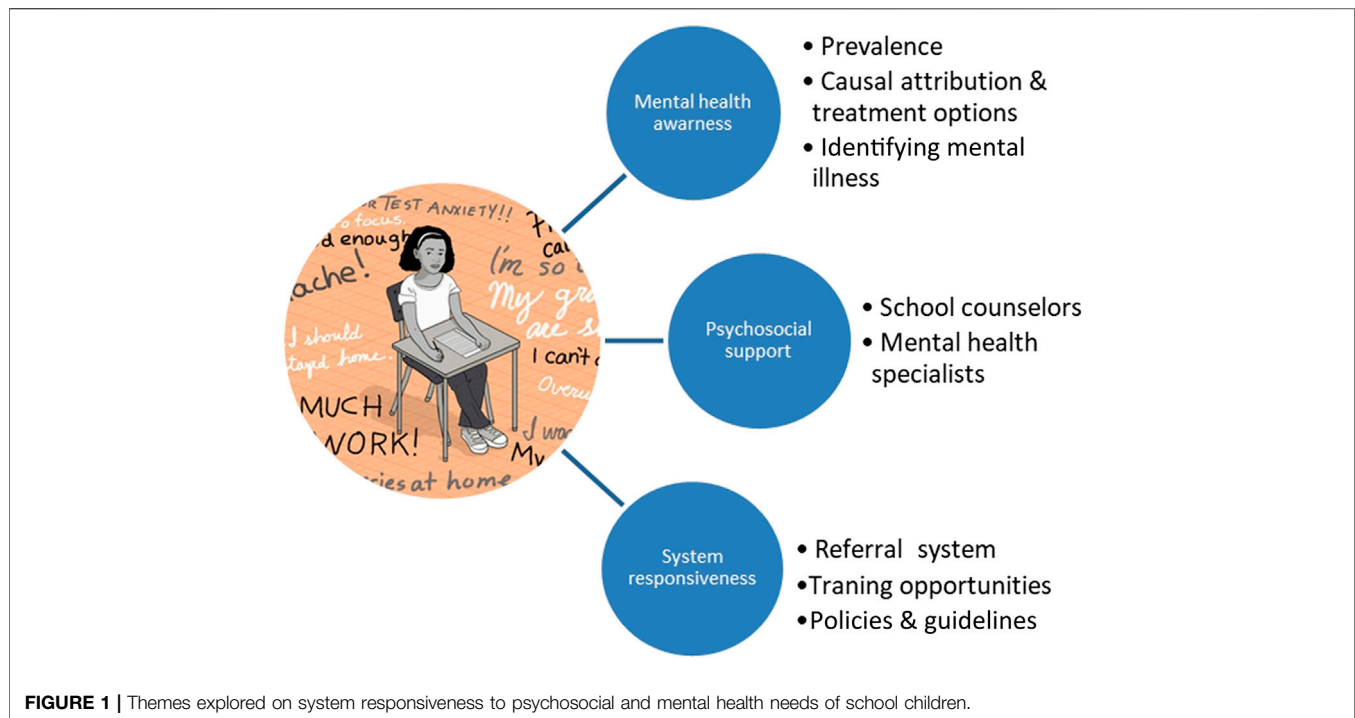 Mental health
awarness
• Prevalence
• Causal attribution &
treatment options
• Identifying mental
illness
TEST ANXIETY!!
focus.
enough
I'm so
ache!
My
are
I should
home.
I can't
MUCH
WORK!
I
My
at home
Psychosocial
support
• School counselors
• Mental health
specialists
System
responsiveness
• Referral system
•Traning opportunities
•Policies & guidelines
FIGURE 1 | Themes explored on system responsiveness to psychosocial and mental health needs of school children.